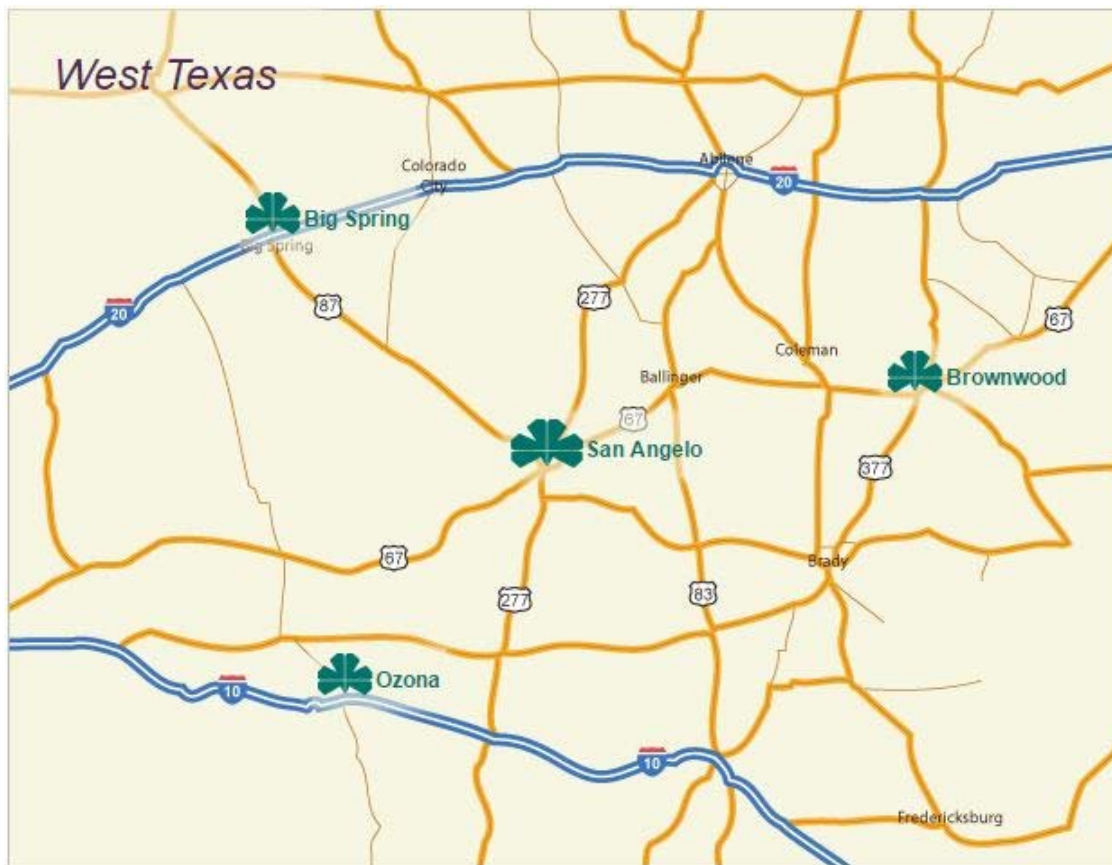 West Texas
Abilene
Colorado
City
20
Big Spring
Big Spring
87
277
20
67
Coleman
Ballinger
Brownwood
67
San Angelo
377
67
Brady
277
83
Ozona
10
10
Fredericksburg